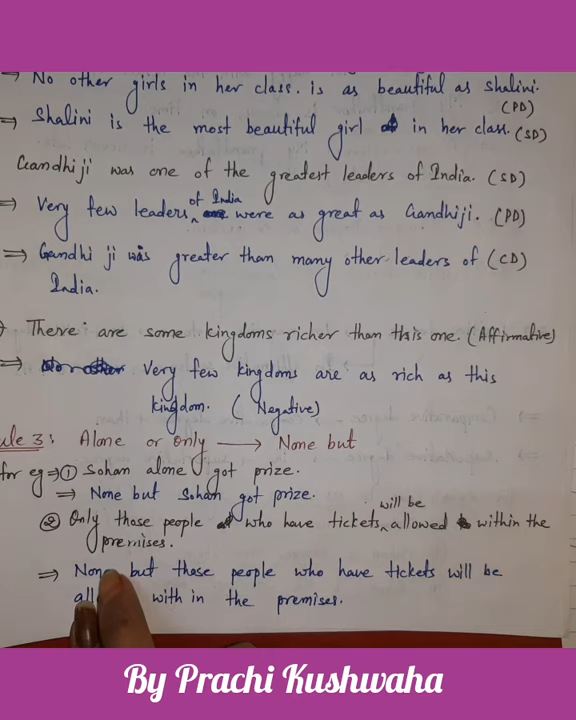 ⇒ No other girls in her class. is as beautiful as Shalini.
(PD)
⇒ Shalini is the most beautiful girl in her class. (SD)
Gandhiji was one of the greatest leaders of India. (SD)
⇒ Very few leaders of India were as great as Gandhiji. (PD)
⇒ Gandhi ji was greater than many other leaders of (CD)
India.
There are some kingdoms richer than this one. (Affirmative)
⇒ Very few kingdoms are as rich as this
kingdom. (Negative)
ule 3: Alone or only → None but
for eg ⇒ ① Soham alone got prize.
⇒ None but Soham got prize.
② Only those people who have tickets will be allowed within the
premises.
⇒ None but those people who have tickets will be
all with in the premises.
By Prachi Kushwaha